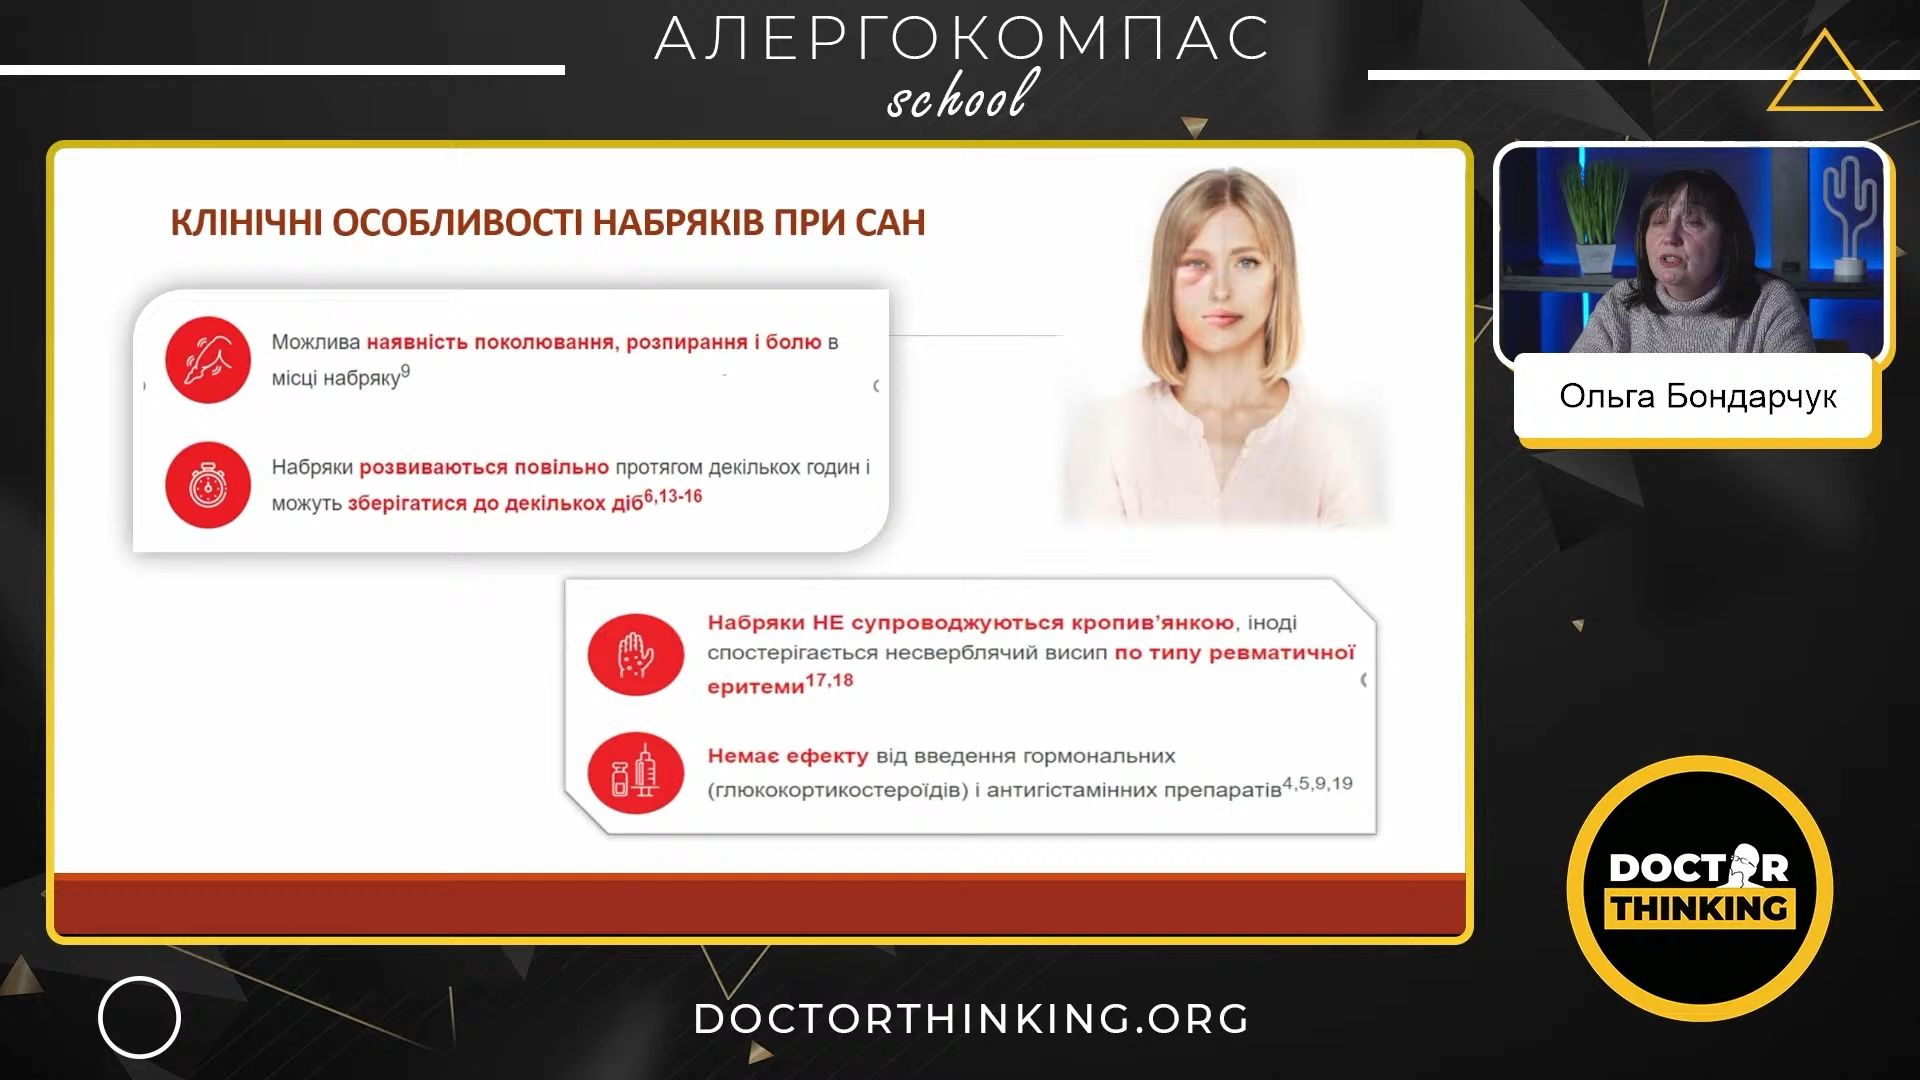 АЛЕРГОКОМПАС
school
КЛІНІЧНІ ОСОБЛИВОСТІ НАБРЯКІВ ПРИ САН
Можлива наявність поколювання, розпирання і болю в
місці набряку9
Набряки розвиваються повільно протягом декількох годин і
можуть зберігатися до декількох діб6,13-16
Набряки НЕ супроводжуються кропив’янкою, іноді
спостерігається несверблячий висип по типу ревматичної
еритеми17,18
Немає ефекту від введення гормональних
(глюкокортикостероїдів) і антигістамінних препаратів4,5,9,19
Ольга Бондарчук
DOCTOR
THINKING
DOCTORTHINKING.ORG